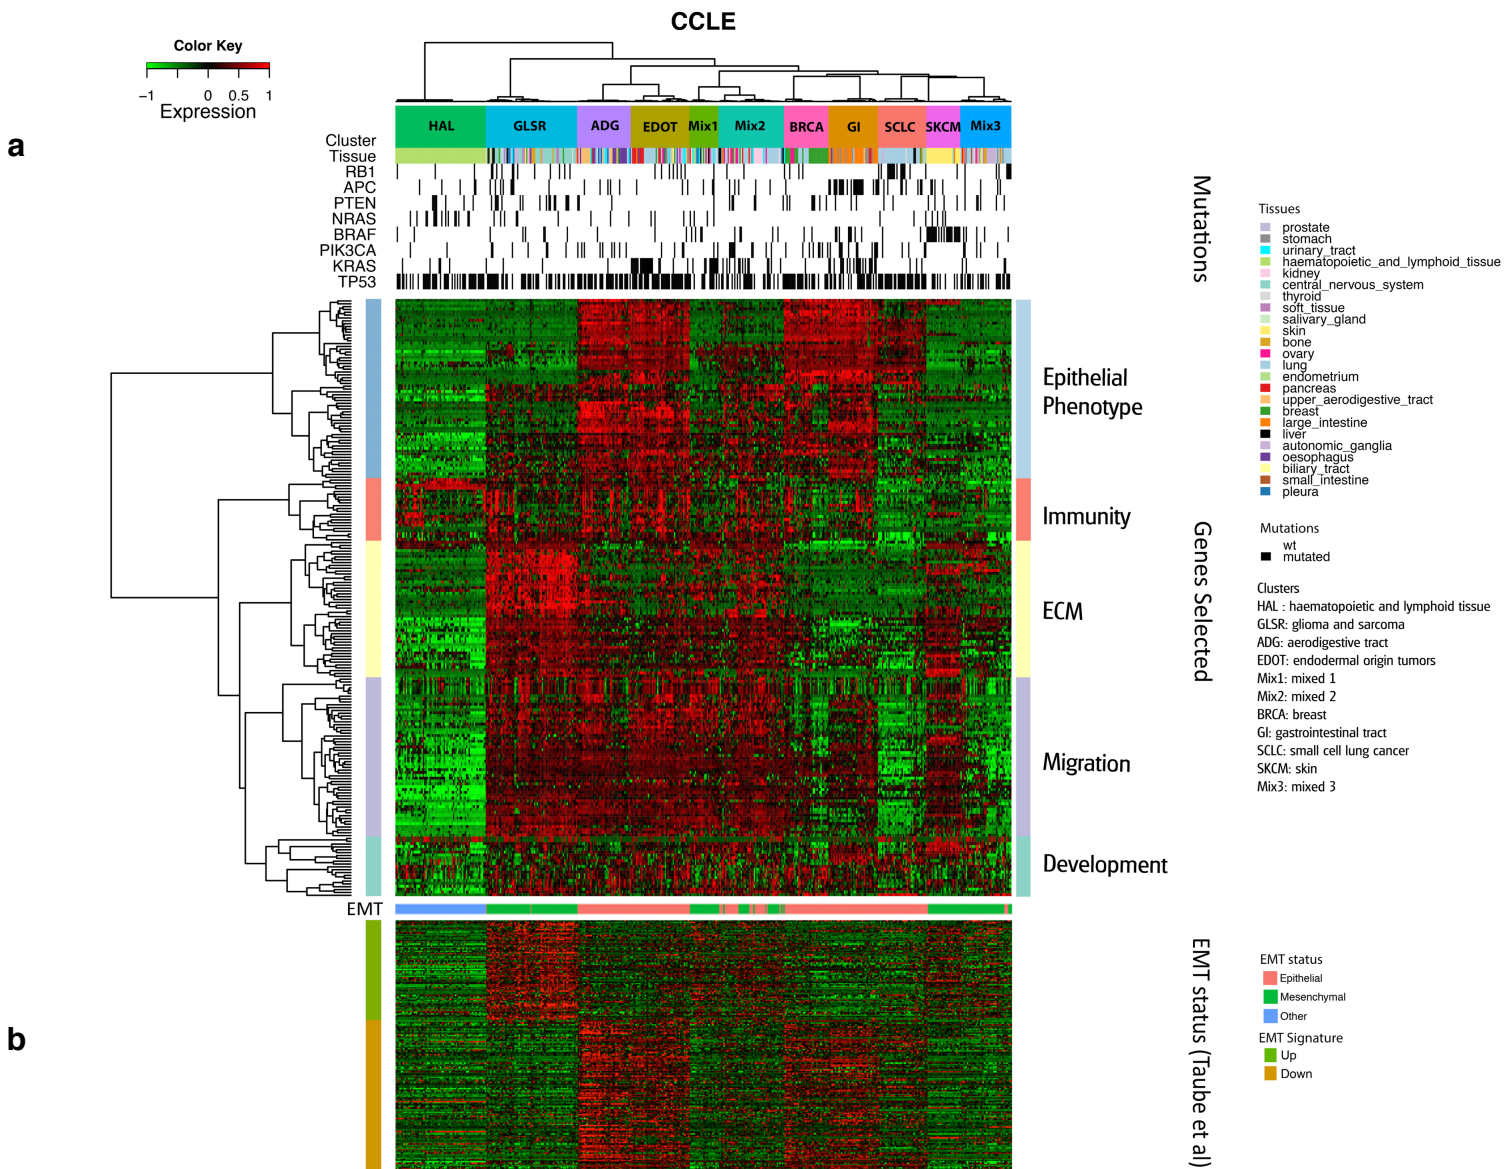 CCLE
Color Key
−1 0 0.5 1
Expression
a
HAL GLSR ADG EDOT Mix1 Mix2 BRCA GI SCLC SKCM Mix3
Cluster
Tissue
RB1
APC
PTEN
NRAS
BRAF
PIK3CA
KRAS
TP53
Mutations
Epithelial
Phenotype
Immunity
ECM
Migration
Development
Genes Selected
EMT
b
EMT status (Taube et al)
Tissues
prostate
stomach
urinary_tract
haematopoietic_and_lymphoid_tissue
kidney
central_nervous_system
thyroid
soft_tissue
salivary_gland
skin
bone
ovary
lung
endometrium
pancreas
upper_aerodigestive_tract
breast
large_intestine
liver
autonomic_ganglia
oesophagus
biliary_tract
small_intestine
pleura
Mutations
wt
mutated
Clusters
HAL : haematopoietic and lymphoid tissue
GLSR: glioma and sarcoma
ADG: aerodigestive tract
EDOT: endodermal origin tumors
Mix1: mixed 1
Mix2: mixed 2
BRCA: breast
GI: gastrointestinal tract
SCLC: small cell lung cancer
SKCM: skin
Mix3: mixed 3
EMT status
Epithelial
Mesenchymal
Other
EMT Signature
Up
Down